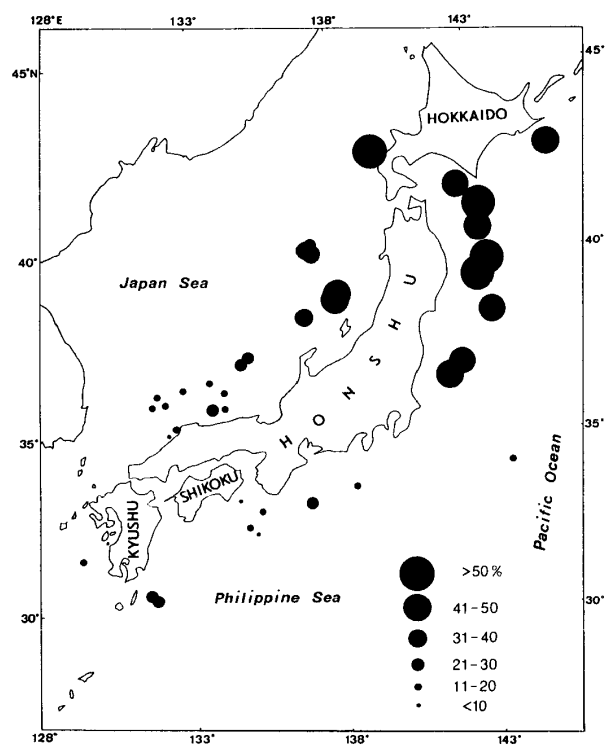 128°E 133° 138° 143°
45°N 45°
HOKKAIDO
40° 40°
Japan Sea
HONSHU
35° 35°
Pacific Ocean
SHIKOKU
KYUSHU
30° 30°
Philippine Sea
>50%
41-50
31-40
21-30
11-20
<10
128° 133° 138° 143°